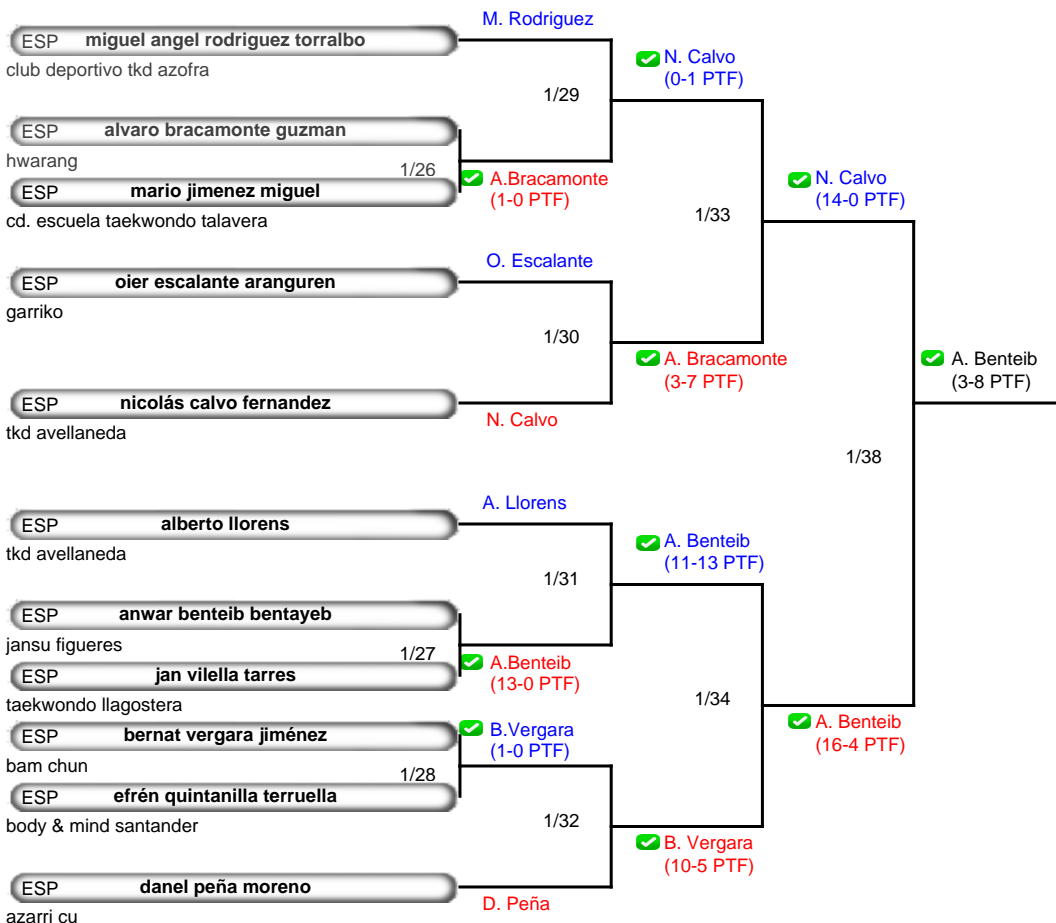 M. Rodriguez
ESP miguel angel rodriguez torralbo
club deportivo tkd azofra
N. Calvo
(0-1 PTF)
1/29
ESP alvaro bracamonte guzman
hwarang
1/26
A.Bracamonte
(1-0 PTF)
ESP mario jimenez miguel
cd. escuela taekwondo talavera
N. Calvo
(14-0 PTF)
1/33
O. Escalante
ESP oier escalante aranguren
garriko
1/30
A. Bracamonte
(3-7 PTF)
A. Benteib
(3-8 PTF)
ESP nicolás calvo fernandez
N. Calvo
tkd avellaneda
1/38
A. Llorens
ESP alberto llorens
tkd avellaneda
A. Benteib
(11-13 PTF)
1/31
ESP anwar benteib bentayeb
jansu figueres
1/27
A.Benteib
(13-0 PTF)
ESP jan vilella tarres
taekwondo llagostera
1/34
A. Benteib
(16-4 PTF)
B.Vergara
(1-0 PTF)
ESP bernat vergara jiménez
bam chun
1/28
ESP efrén quintanilla terruella
body & mind santander
1/32
B. Vergara
(10-5 PTF)
ESP danel peña moreno
D. Peña
azarri cu